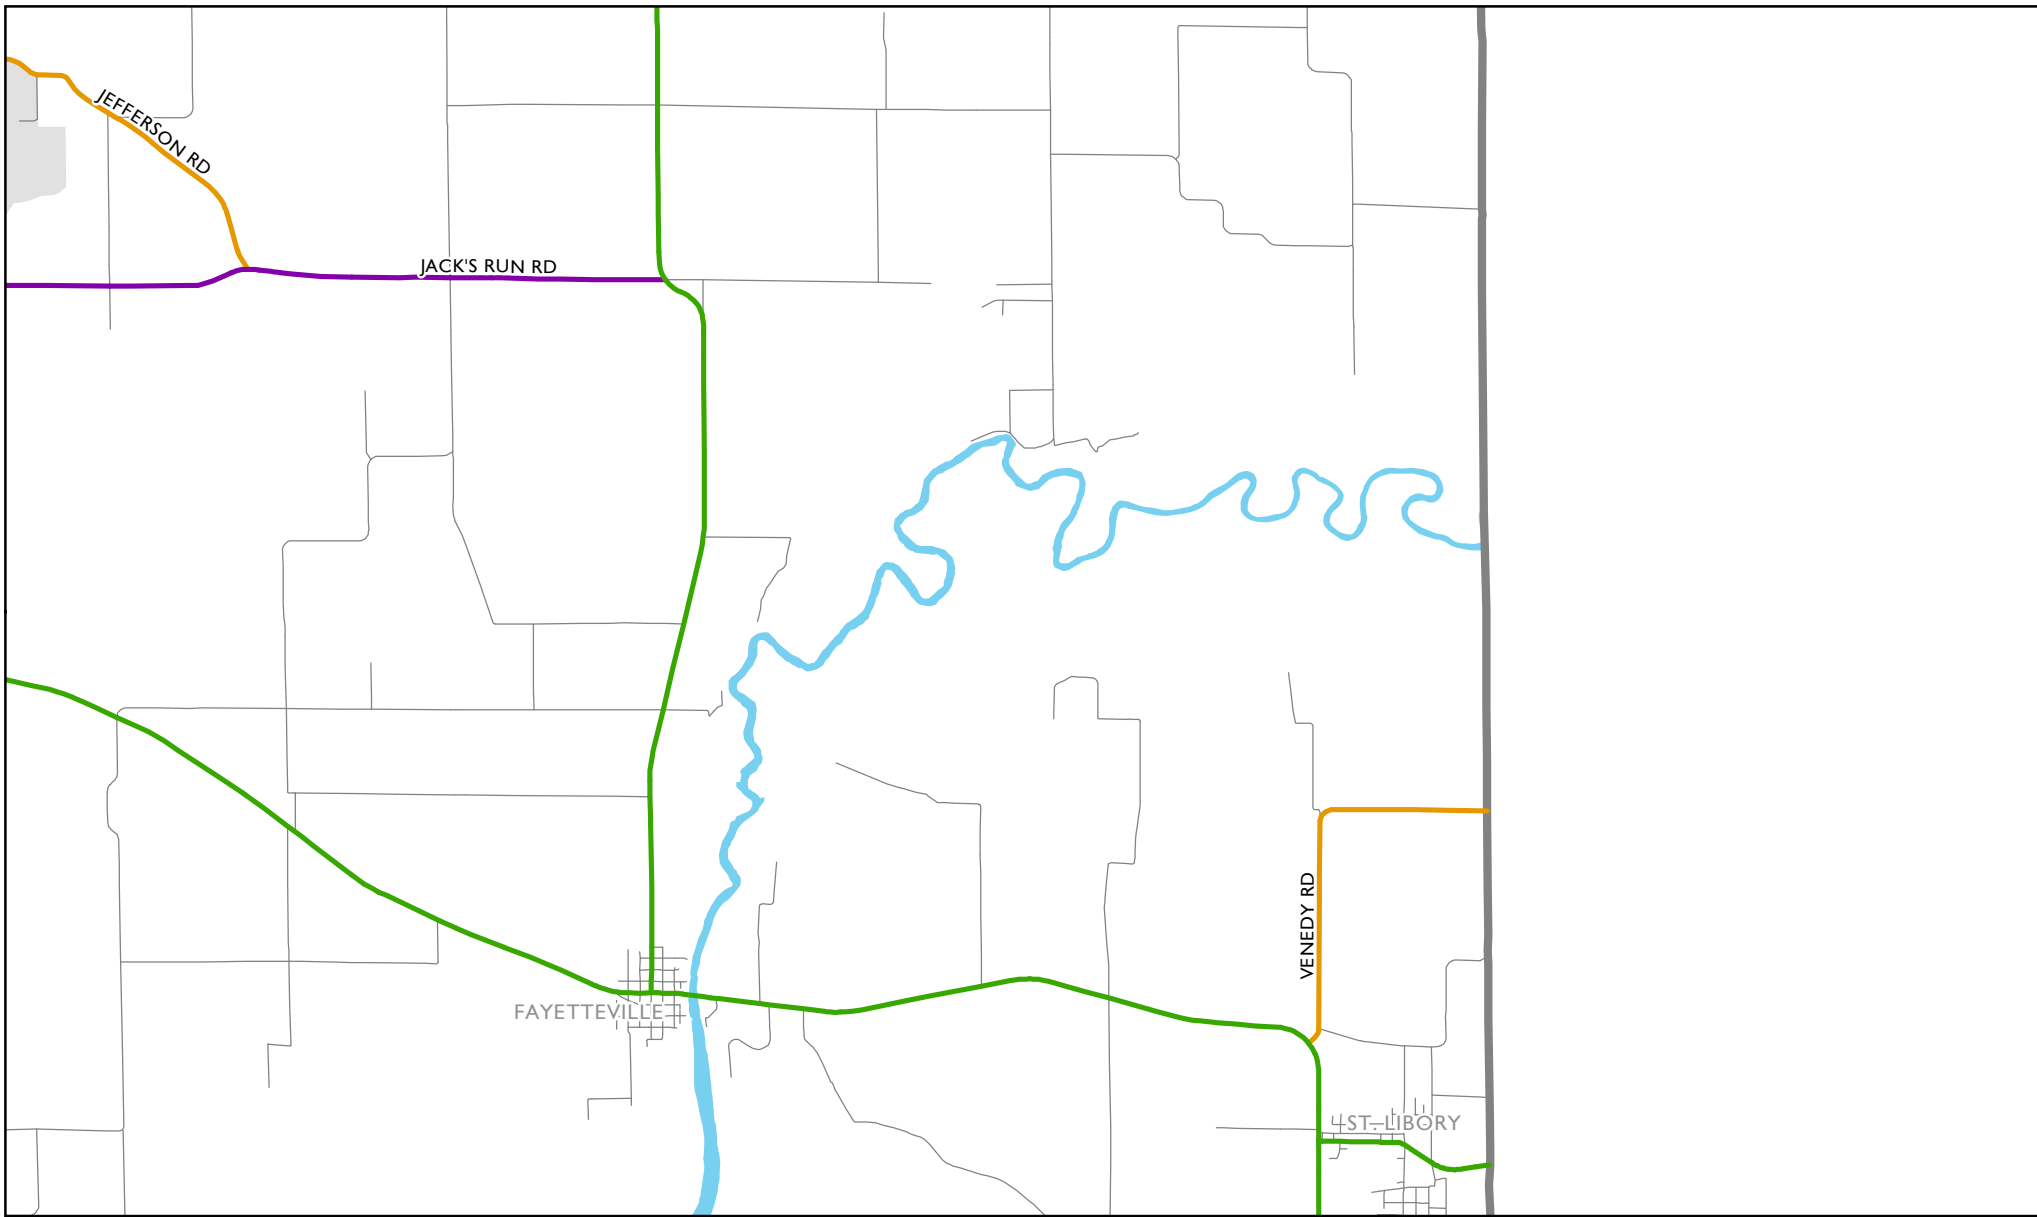 JEFFERSON RD
JACK'S RUN RD
VENEDY RD
FAYETTEVILLE
ST. LIBORY